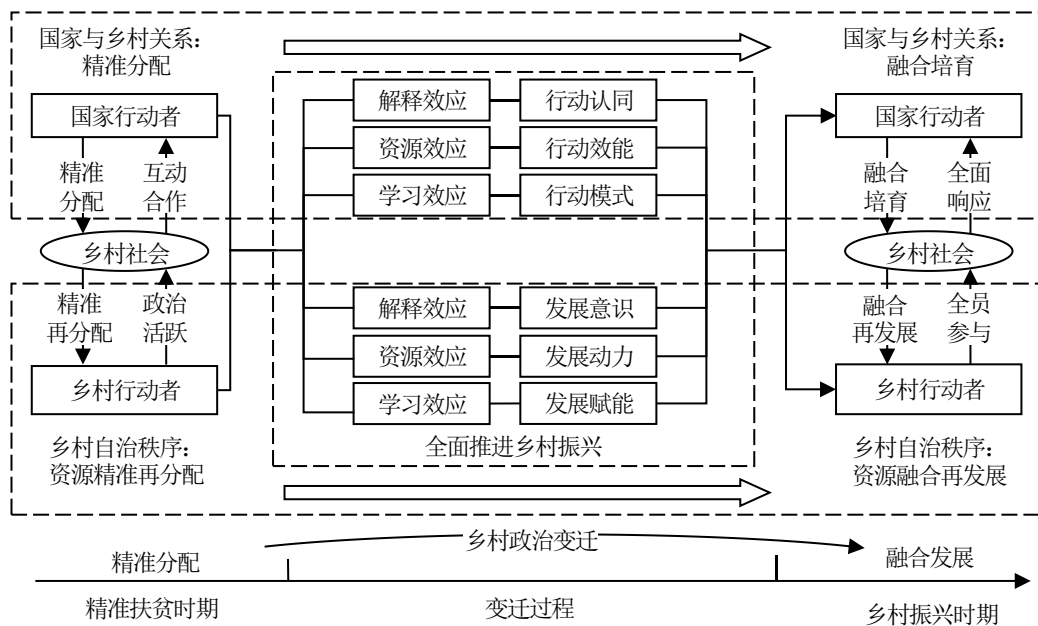 国家与乡村关系：
精准分配
国家行动者
精准
分配
互动
合作
乡村社会
精准
再分配
政治
活跃
乡村行动者
乡村自治秩序：
资源精准再分配
解释效应
行动认同
资源效应
行动效能
学习效应
行动模式
解释效应
发展意识
资源效应
发展动力
学习效应
发展赋能
全面推进乡村振兴
国家与乡村关系：
融合培育
国家行动者
融合
培育
全面
响应
乡村社会
融合
再发展
全员
参与
乡村行动者
乡村自治秩序：
资源融合再发展
乡村政治变迁
精准分配
融合发展
精准扶贫时期
变迁过程
乡村振兴时期